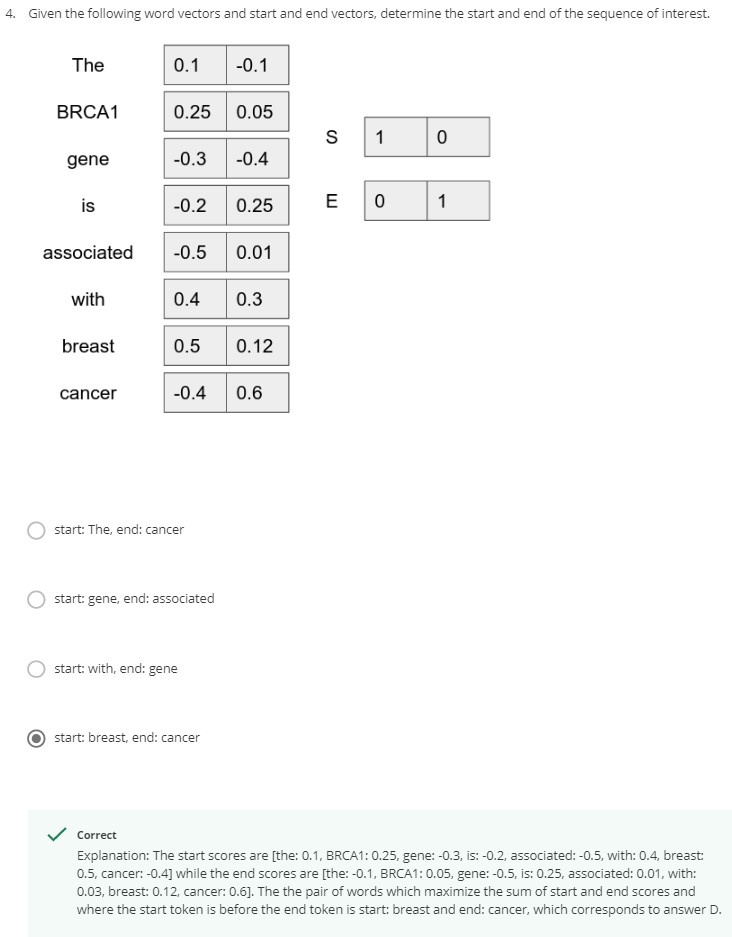 4. Given the following word vectors and start and end vectors, determine the start and end of the sequence of interest.
The 0.1 -0.1
BRCA1 0.25 0.05
S 1 0
gene -0.3 -0.4
is -0.2 0.25
E 0 1
associated -0.5 0.01
with 0.4 0.3
breast 0.5 0.12
cancer -0.4 0.6
start: The, end: cancer
start: gene, end: associated
start: with, end: gene
start: breast, end: cancer
Correct
Explanation: The start scores are [the: 0.1, BRCA1: 0.25, gene: -0.3, is: -0.2, associated: -0.5, with: 0.4, breast:
0.5, cancer: -0.4] while the end scores are [the: -0.1, BRCA1: 0.05, gene: -0.5, is: 0.25, associated: 0.01, with:
0.03, breast: 0.12, cancer: 0.6]. The the pair of words which maximize the sum of start and end scores and
where the start token is before the end token is start: breast and end: cancer, which corresponds to answer D.